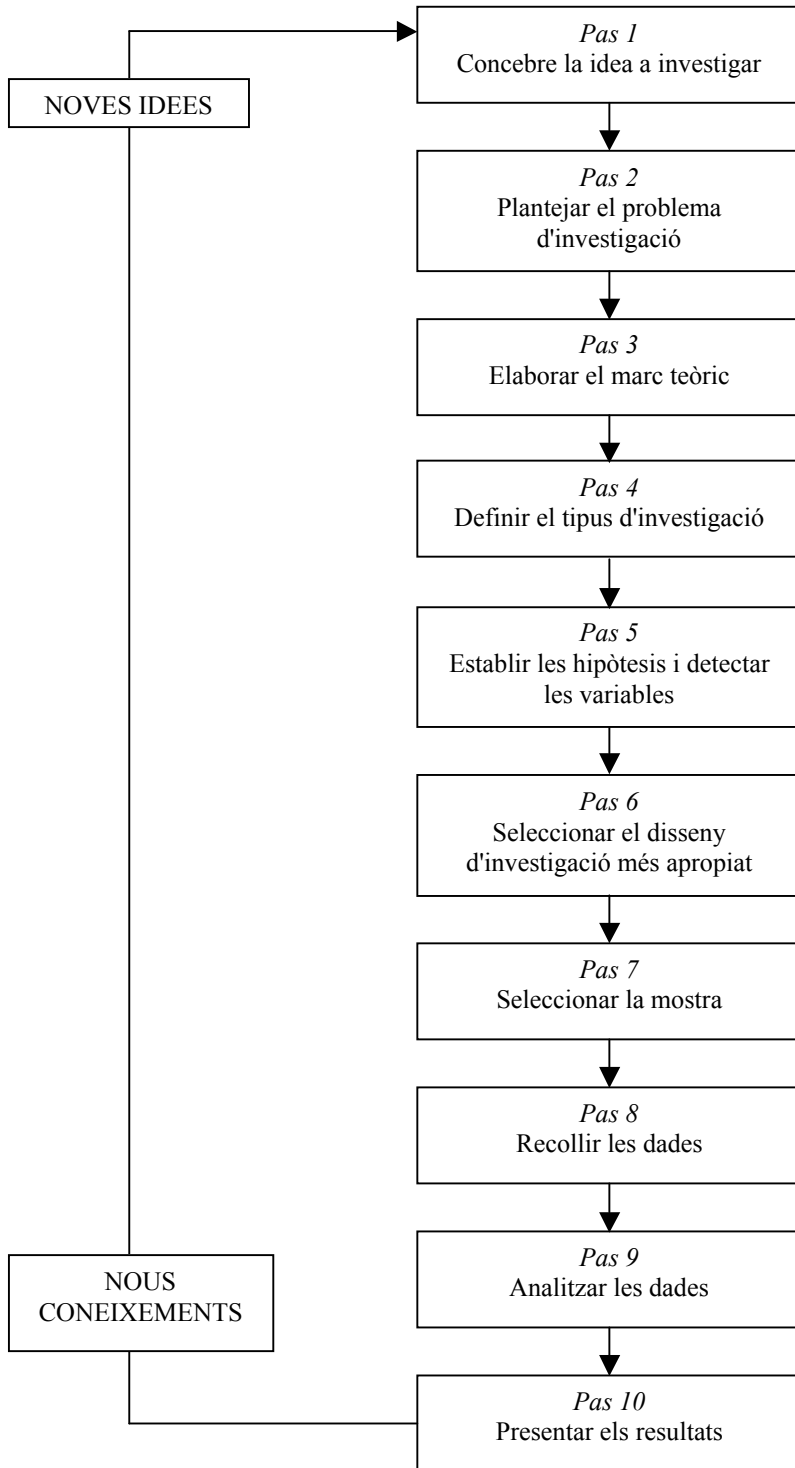 Pas 1
Concebre la idea a investigar
NOVES IDEES
Pas 2
Plantejar el problema
d'investigació
Pas 3
Elaborar el marc teòric
Pas 4
Definir el tipus d'investigació
Pas 5
Establir les hipòtesis i detectar
les variables
Pas 6
Seleccionar el disseny
d'investigació més apropiat
Pas 7
Seleccionar la mostra
Pas 8
Recollir les dades
Pas 9
Analitzar les dades
NOUS
CONEIXEMENTS
Pas 10
Presentar els resultats